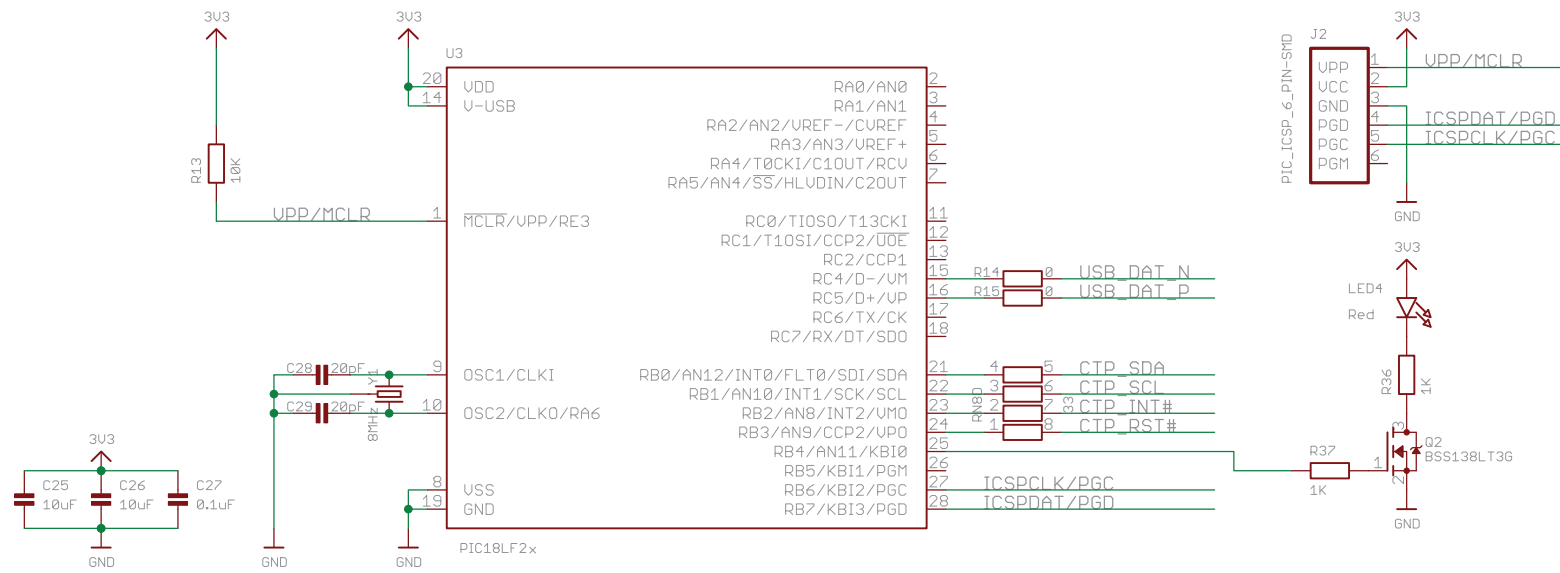 3V3
3V3
U3
20
VDD
14
V-USB
R13
10K
VPP/MCLR
1
MCLR/VPP/RE3
C28
20pF
Y1
9
OSC1/CLKI
C29
20pF
8MHz
10
OSC2/CLKO/RA6
8
VSS
19
GND
RA0/AN0
2
RA1/AN1
3
RA2/AN2/VREF-/CVREF
4
RA3/AN3/VREF+
5
RA4/T0CKI/C1OUT/RCV
6
RA5/AN4/SS/HLVDIN/C2OUT
7
RC0/TIOSO/T13CKI
11
RC1/T1OSI/CCP2/UOE
12
RC2/CCP1
13
RC4/D-/VM
15
R14
0
USB_DAT_N
RC5/D+/VP
16
R15
0
USB_DAT_P
RC6/TX/CK
17
RC7/RX/DT/SDO
18
RB0/AN12/INT0/FLT0/SDI/SDA
21
4
5
CTP_SDA
RB1/AN10/INT1/SCK/SCL
22
3
6
CTP_SCL
RB2/AN8/INT2/VMO
23
2
7
CTP_INT#
RB3/AN9/CCP2/VPO
24
1
8
CTP_RST#
RN8D
33
RB4/AN11/KBI0
25
RB5/KBI1/PGM
26
RB6/KBI2/PGC
27
ICSPCLK/PGC
RB7/KBI3/PGD
28
ICSPDAT/PGD
PIC18LF2x
3V3
C25
10uF
C26
10uF
C27
0.1uF
GND
GND
GND
J2
PIC_ICSP_6_PIN-SMD
3V3
VPP
1
VPP/MCLR
VCC
2
GND
3
PGD
4
ICSPDAT/PGD
PGC
5
ICSPCLK/PGC
PGM
6
GND
3V3
LED4
Red
R36
1K
R37
1K
1
3
2
Q2
BSS138LT3G
GND